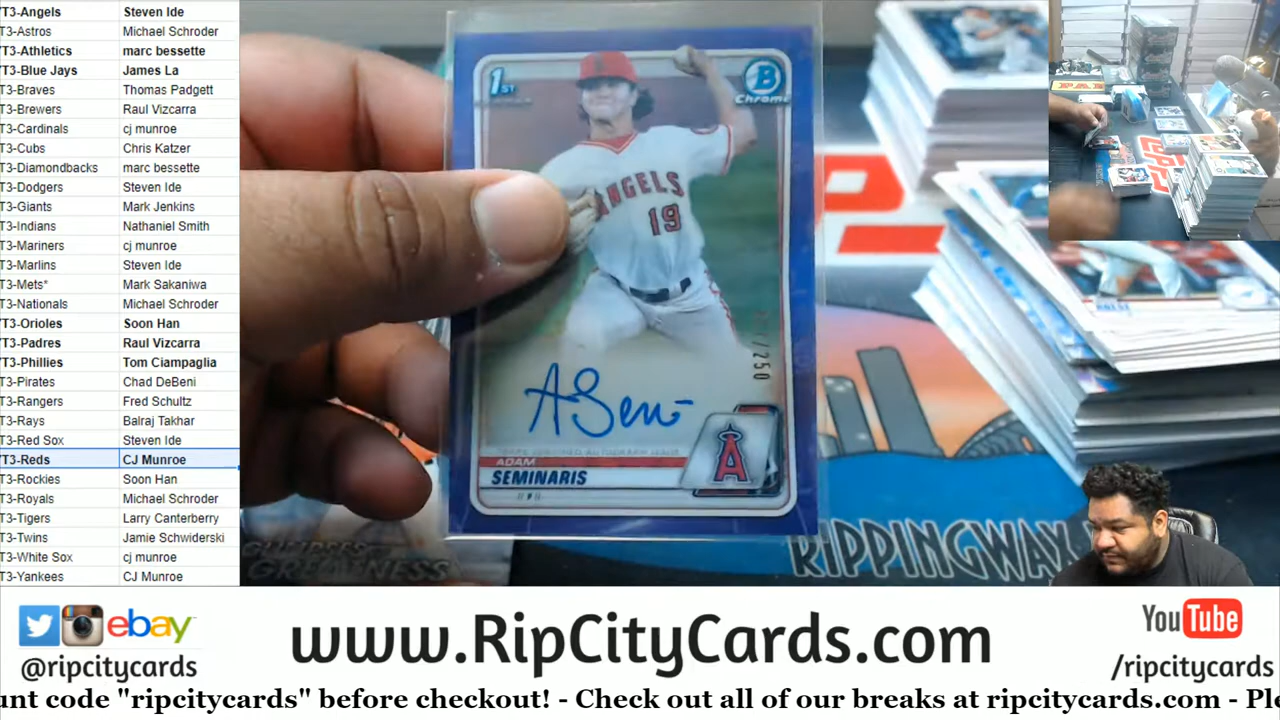 T3-Angels Steven Ide
T3-Astros Michael Schroder
T3-Athletics marc bessette
T3-Blue Jays James La
T3-Braves Thomas Padgett
T3-Brewers Raul Vizcarra
T3-Cardinals cj munroe
T3-Cubs Chris Katzer
T3-Diamondbacks marc bessette
T3-Dodgers Steven Ide
T3-Giants Mark Jenkins
T3-Indians Nathaniel Smith
T3-Mariners cj munroe
T3-Marlins Steven Ide
T3-Mets* Mark Sakaniwa
T3-Nationals Michael Schroder
T3-Orioles Soon Han
T3-Padres Raul Vizcarra
T3-Phillies Tom Ciampaglia
T3-Pirates Chad DeBeni
T3-Rangers Fred Schultz
T3-Rays Balraj Takhar
T3-Red Sox Steven Ide
T3-Reds CJ Munroe
T3-Rockies Soon Han
T3-Royals Michael Schroder
T3-Tigers Larry Canterberry
T3-Twins Jamie Schwiderski
T3-White Sox cj munroe
T3-Yankees CJ Munroe
1ST
B
Chrome
ANGELS
19
/250
A
ADAM
SEMINARIS
GREATNESS
RIPPINGWAX
ebay
@ripcitycards
www.RipCityCards.com
YouTube
/ripcitycards
unt code "ripcitycards" before checkout! - Check out all of our breaks at ripcitycards.com - Ple